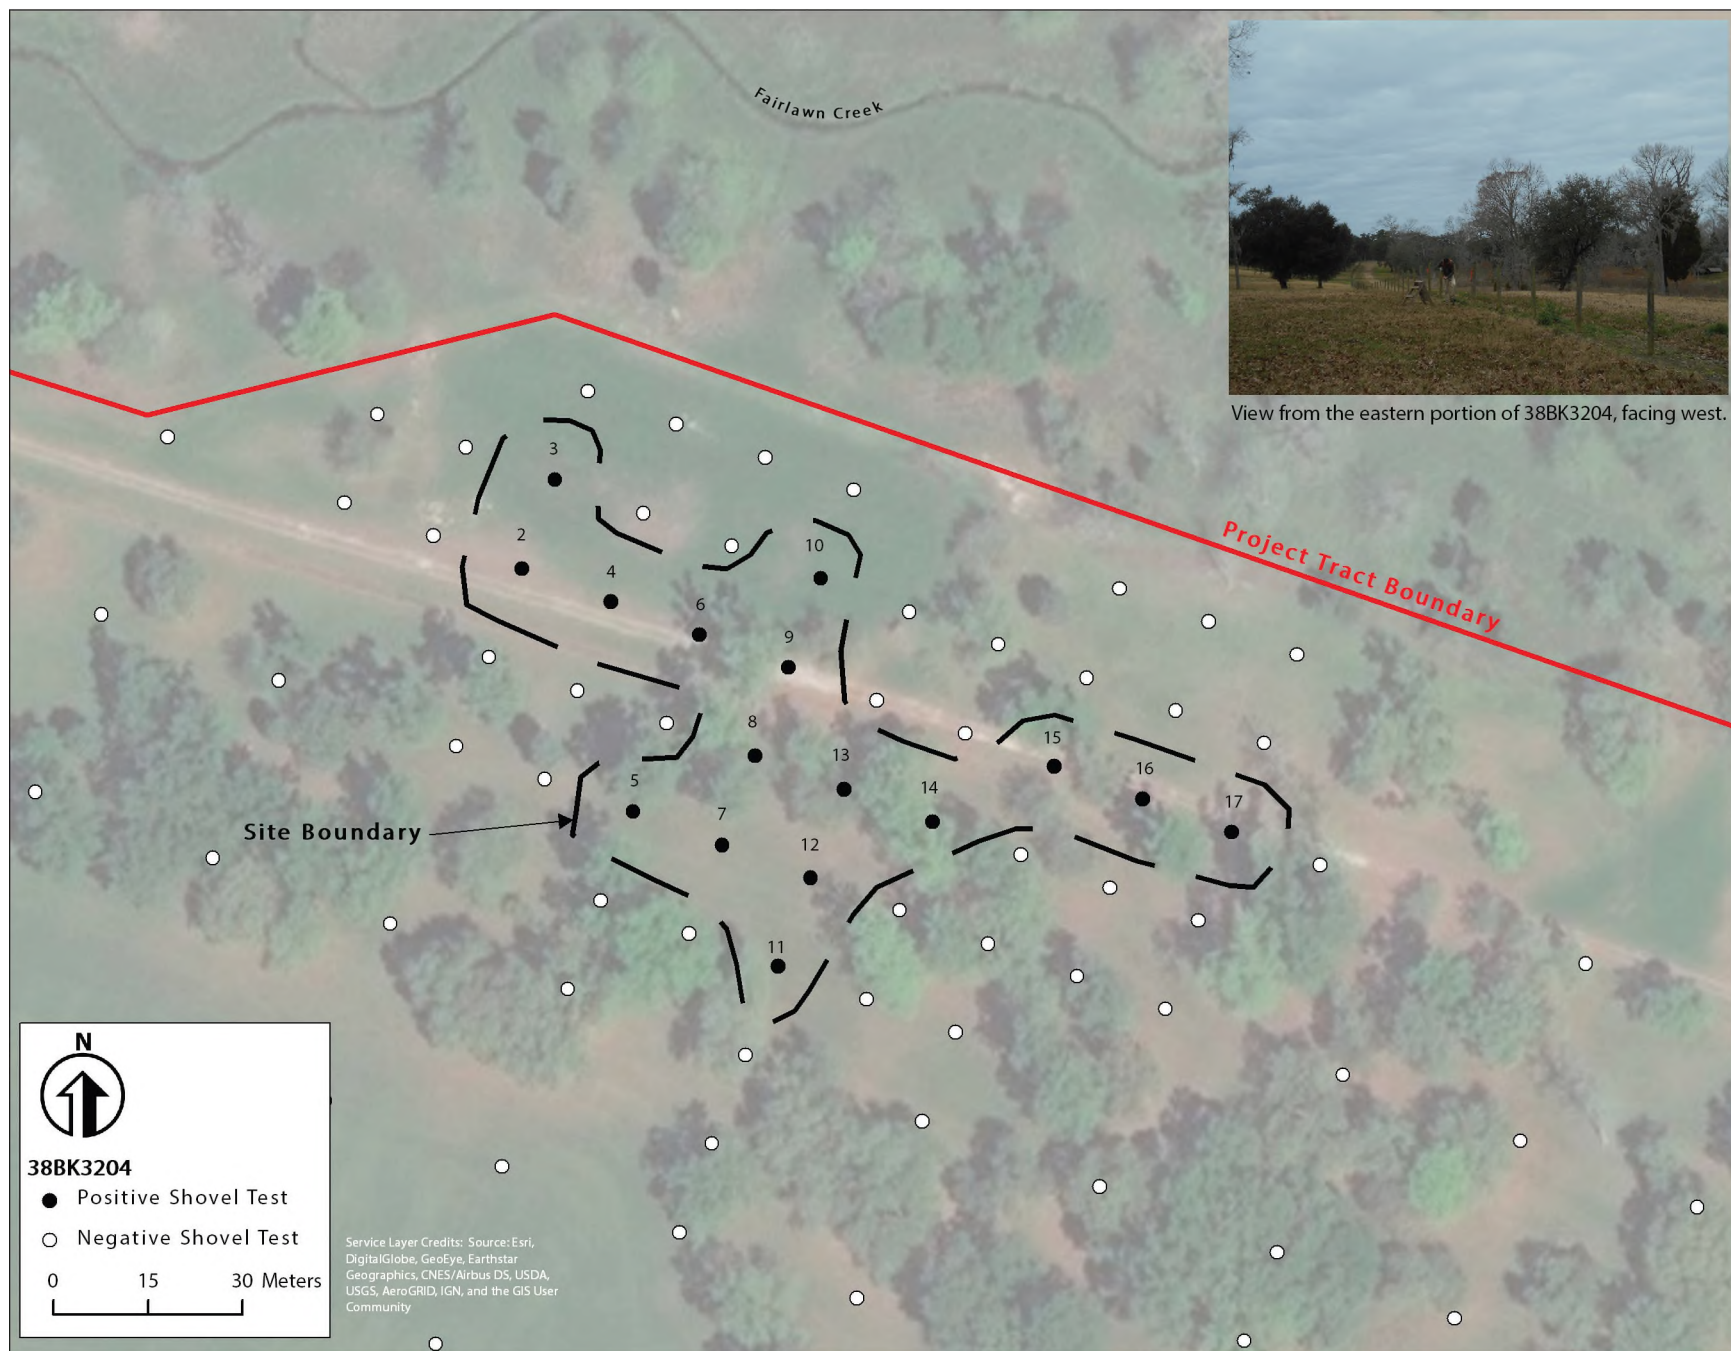 Fairlawn Creek
View from the eastern portion of 38BK3204, facing west.
Project Tract Boundary
3
2
4
10
6
9
8
13
15
5
14
16
7
17
12
11
Site Boundary
N
38BK3204
Positive Shovel Test
Negative Shovel Test
0 15 30 Meters
Service Layer Credits: Source: Esri,
DigitalGlobe, GeoEye, Earthstar
Geographics, CNES/Airbus DS, USDA,
USGS, AeroGRID, IGN, and the GIS User
Community